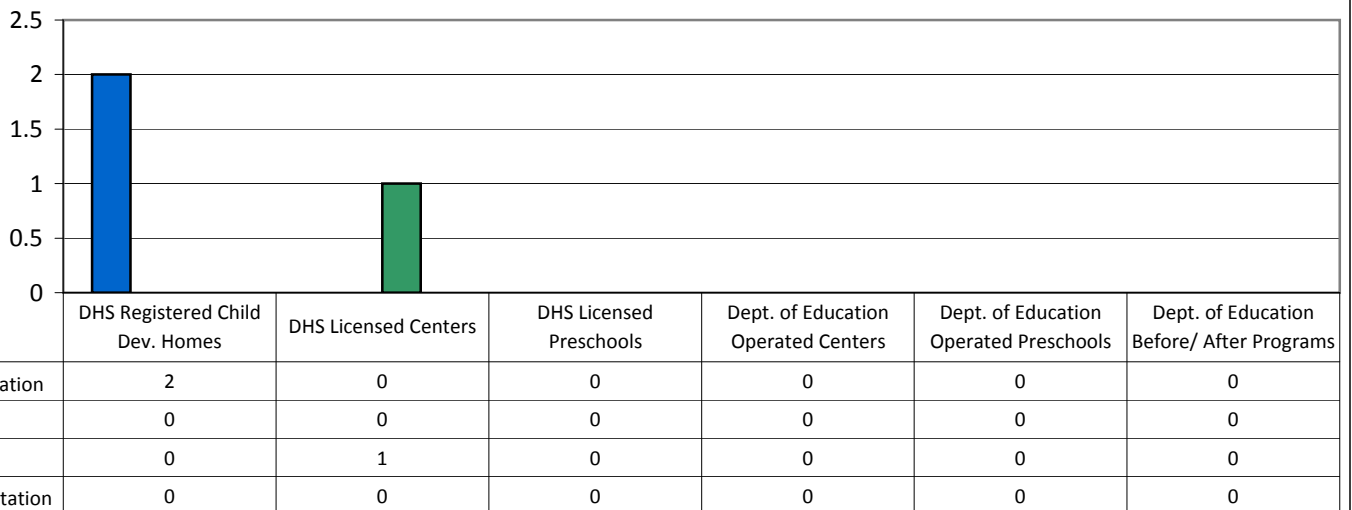 2.5
2
1.5
1
0.5
0
DHS Registered Child
Dev. Homes
DHS Licensed Centers
DHS Licensed
Preschools
Dept. of Education
Operated Centers
Dept. of Education
Operated Preschools
Dept. of Education
Before/ After Programs
ation 2 0 0 0 0 0
0 0 0 0 0 0
0 1 0 0 0 0
tation 0 0 0 0 0 0